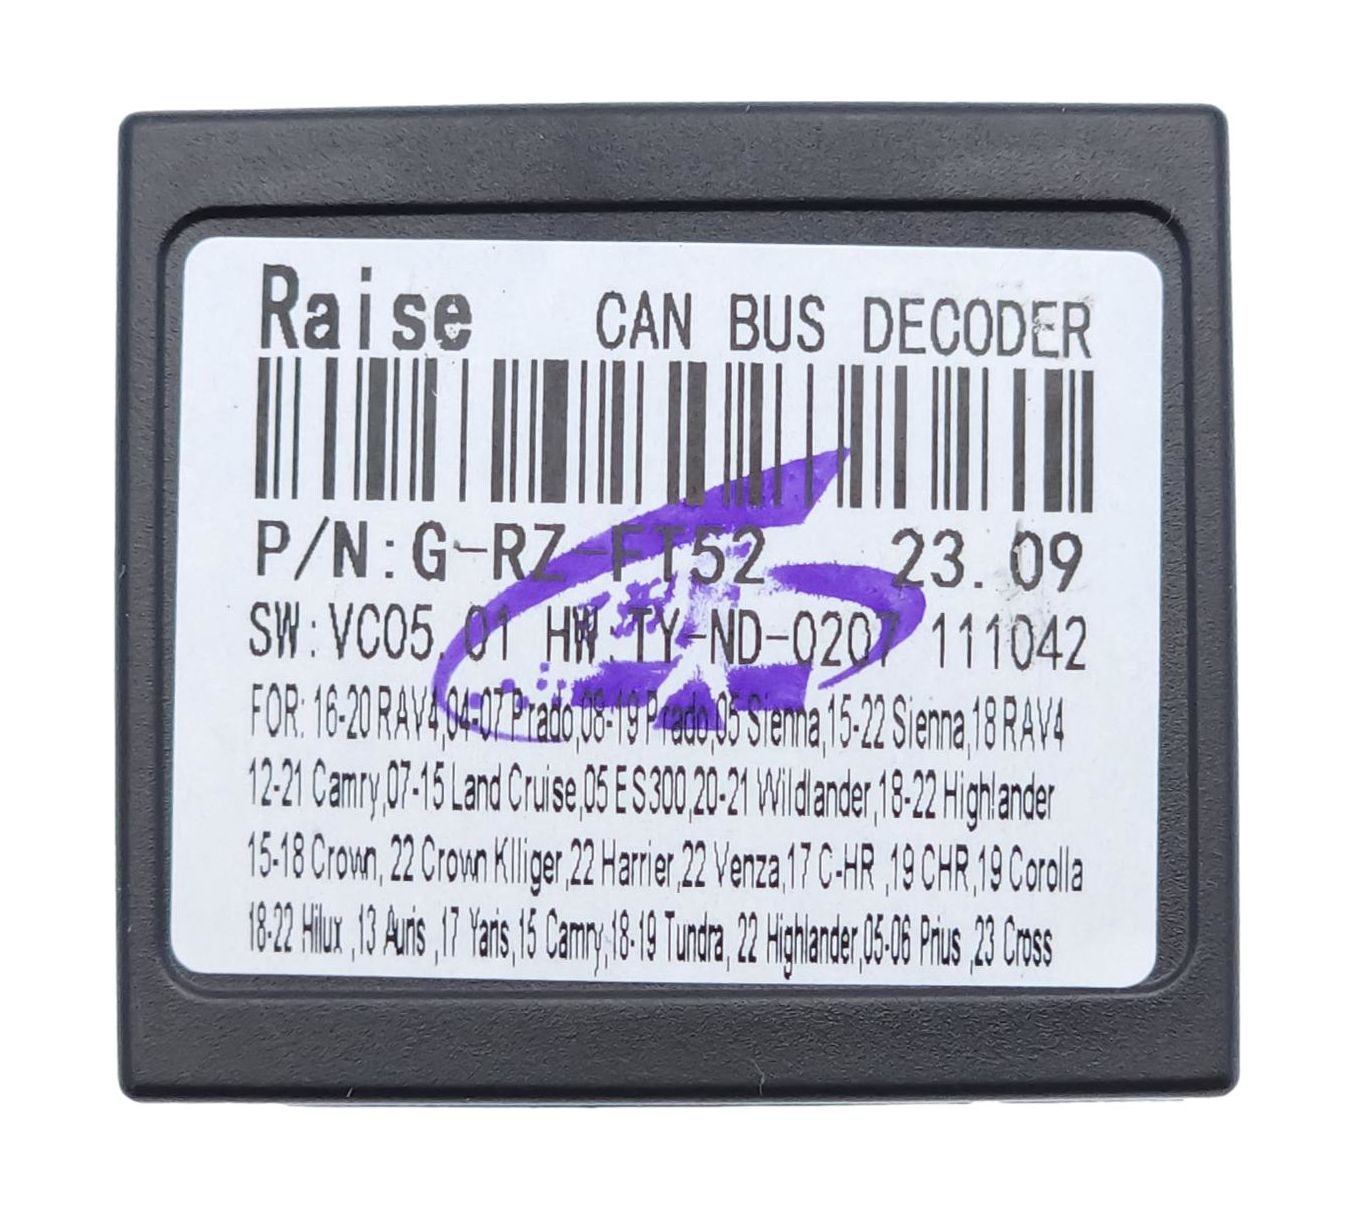 Raise CAN BUS DECODER
P/N:G-RZ-FT52 23.09
SW:VC05.01 HW:TY-ND-0207 111042
FOR: 16-20 RAV4,04-07 Prado,08-19 Prado,05 Sienna,15-22 Sienna,18 RAV4
12-21 Camry,07-15 Land Cruise,05 ES300,20-21 Wildlander,18-22 Highlander
15-18 Crown, 22 Crown Klliger,22 Harrier,22 Venza,17 C-HR ,19 CHR,19 Corolla
18-22 Hilux ,13 Auris ,17 Yaris,15 Camry,18-19 Tundra, 22 Highlander,05-06 Prius ,23 Cross